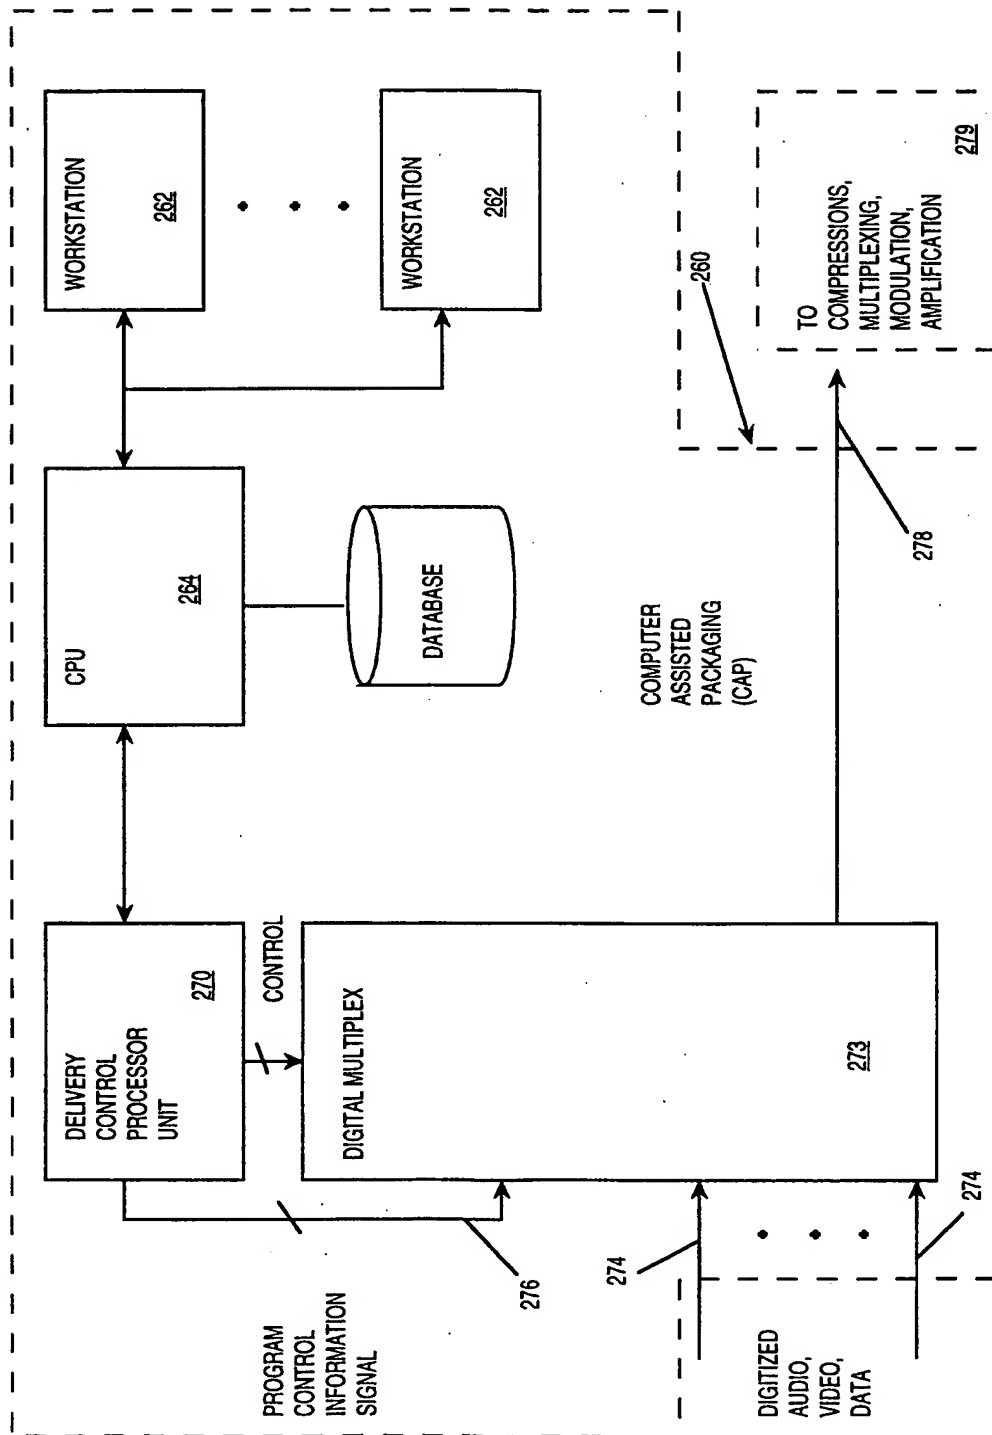 DELIVERY
CONTROL
PROCESSOR
UNIT
270
CPU
264
WORKSTATION
262
WORKSTATION
262
DATABASE
CONTROL
PROGRAM
CONTROL
INFORMATION
SIGNAL
276
DIGITAL MULTIPLEX
273
COMPUTER
ASSISTED
PACKAGING
(CAP)
260
DIGITIZED
AUDIO,
VIDEO,
DATA
274
274
278
TO
COMPRESSIONS,
MULTIPLEXING,
MODULATION,
AMPLIFICATION
279